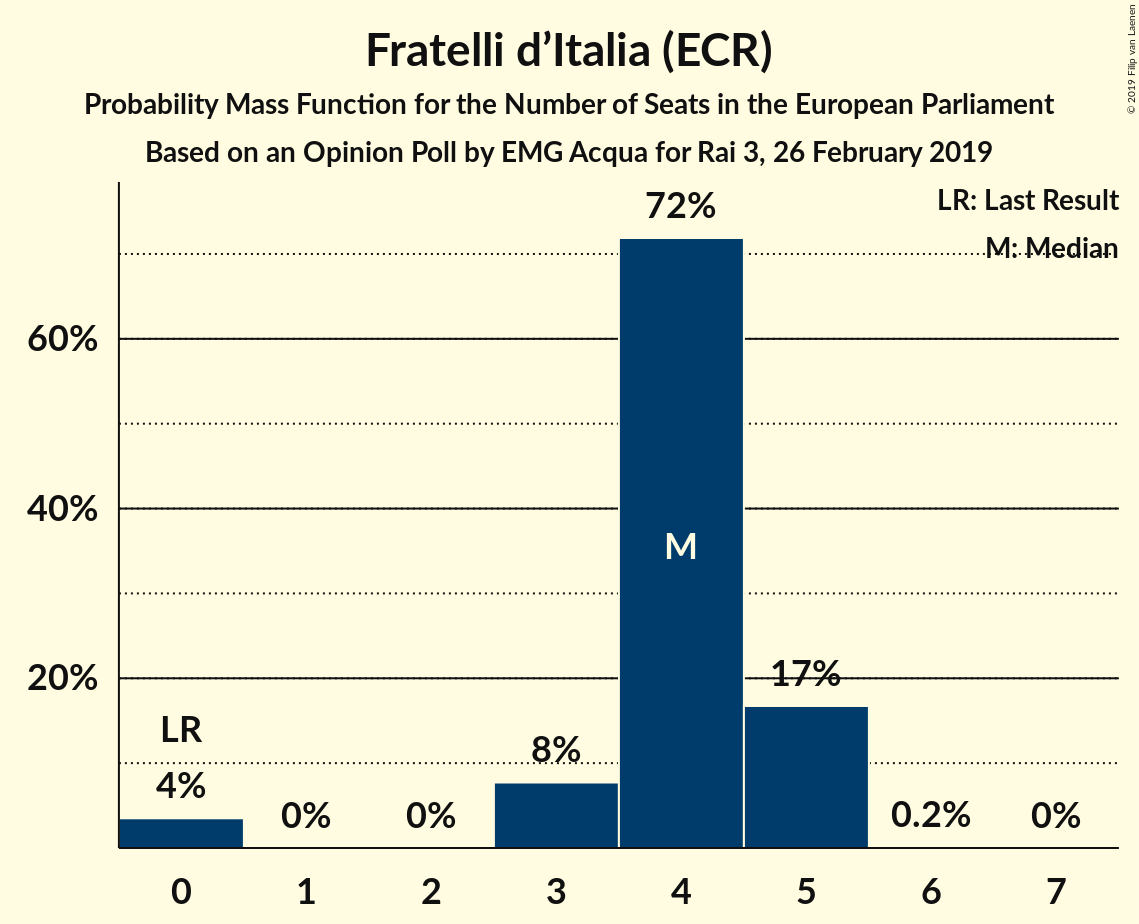 Fratelli d’Italia (ECR)
Probability Mass Function for the Number of Seats in the European Parliament
Based on an Opinion Poll by EMG Acqua for Rai 3, 26 February 2019
© 2019 Filip van Laenen
LR: Last Result
M: Median
72%
60%
40%
M
20%
17%
LR
8%
4%
0%
0%
0.2%
0%
0 1 2 3 4 5 6 7